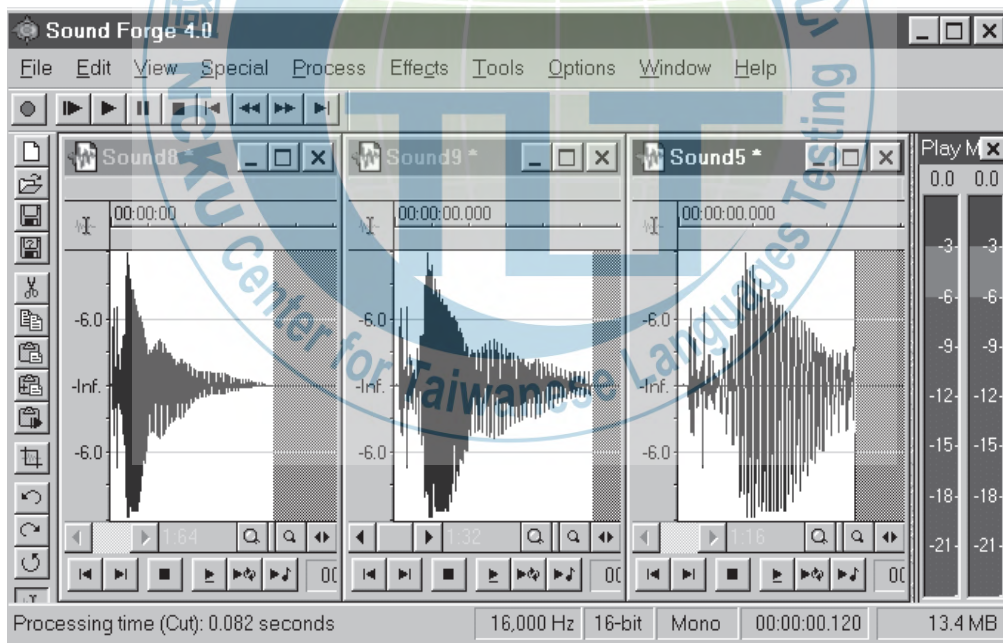 Sound Forge 4.0
File Edit View Special Process Effects Tools Options Window Help
Sound8 *
Sound9 *
Sound5 *
Play M
0.0 0.0
00:00:00
00:00:00.000
00:00:00.000
-3 -3
-6 -6
-9 -9
-12 -12
-15 -15
-18 -18
-21 -21
-6.0
-Inf.
-6.0
-6.0
-Inf.
-6.0
-6.0
-Inf.
-6.0
1:64
1:32
1:16
Processing time (Cut): 0.082 seconds
16,000 Hz 16-bit Mono 00:00:00.120 13.4 MB
TLT
NCKU Center for Taiwanese Languages Testing